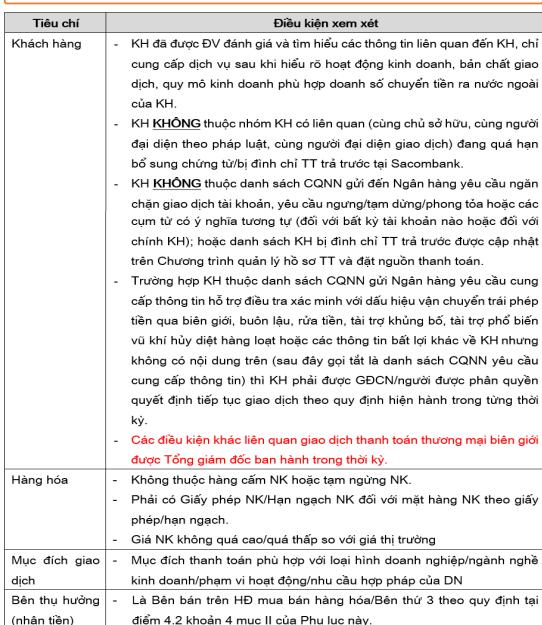 Tiêu chí
Điều kiện xem xét
Khách hàng
- KH đã được ĐV đánh giá và tìm hiểu các thông tin liên quan đến KH, chỉ
cung cấp dịch vụ sau khi hiểu rõ hoạt động kinh doanh, bản chất giao
dịch, quy mô kinh doanh phù hợp doanh số chuyển tiền ra nước ngoài
của KH.
- KH KHÔNG thuộc nhóm KH có liên quan (cùng chủ sở hữu, cùng người
đại diện theo pháp luật, cùng người đại diện giao dịch) đang quá hạn
bổ sung chứng từ/bị đình chỉ TT trả trước tại Sacombank.
- KH KHÔNG thuộc danh sách CQNN gửi đến Ngân hàng yêu cầu ngăn
chặn giao dịch tài khoản, yêu cầu ngưng/tạm dừng/phong tỏa hoặc các
cụm từ có ý nghĩa tương tự (đối với bất kỳ tài khoản nào hoặc đối với
chính KH); hoặc danh sách KH bị đình chỉ TT trả trước được cập nhật
trên Chương trình quản lý hồ sơ TT và đặt nguồn thanh toán.
- Trường hợp KH thuộc danh sách CQNN gửi Ngân hàng yêu cầu cung
cấp thông tin hỗ trợ điều tra xác minh với dấu hiệu vận chuyển trái phép
tiền qua biên giới, buôn lậu, rửa tiền, tài trợ khủng bố, tài trợ phổ biến
vũ khí hủy diệt hàng loạt hoặc các thông tin bất lợi khác về KH nhưng
không có nội dung trên (sau đây gọi tắt là danh sách CQNN yêu cầu
cung cấp thông tin) thì KH phải được GĐCN/người được phân quyền
quyết định tiếp tục giao dịch theo quy định hiện hành trong từng thời
kỳ.
- Các điều kiện khác liên quan giao dịch thanh toán thương mại biên giới
được Tổng giám đốc ban hành trong thời kỳ.
Hàng hóa
- Không thuộc hàng cấm NK hoặc tạm ngừng NK.
- Phải có Giấy phép NK/Hạn ngạch NK đối với mặt hàng NK theo giấy
phép/hạn ngạch.
- Giá NK không quá cao/quá thấp so với giá thị trường
Mục đích giao
dịch
- Mục đích thanh toán phù hợp với loại hình doanh nghiệp/ngành nghề
kinh doanh/phạm vi hoạt động/nhu cầu hợp pháp của DN
Bên thụ hưởng
(nhận tiền)
- Là Bên bán trên HĐ mua bán hàng hóa/Bên thứ 3 theo quy định tại
điểm 4.2 khoản 4 mục II của Phụ lục này.